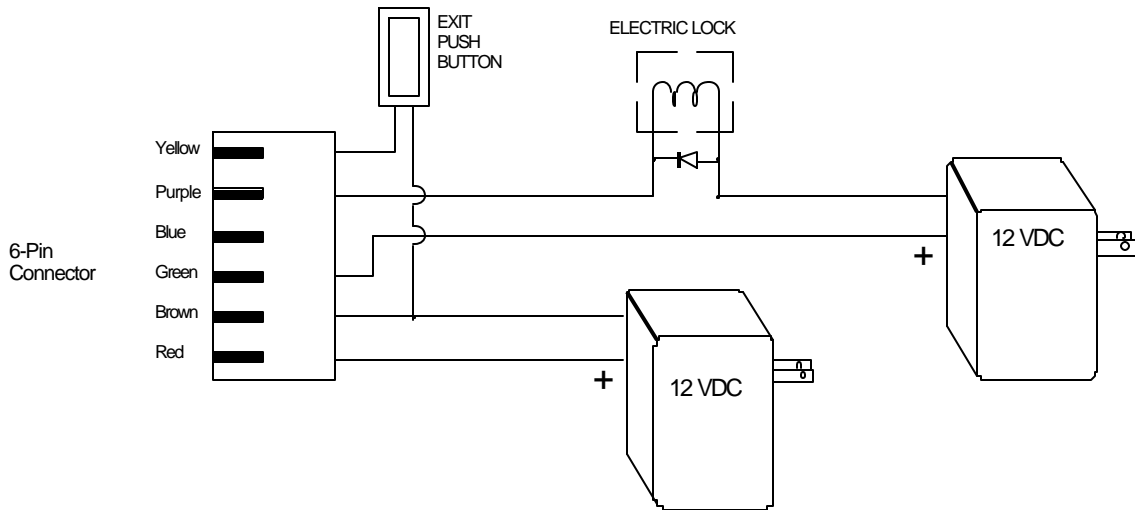 EXIT
PUSH
BUTTON
ELECTRIC LOCK
Yellow
Purple
Blue
Green
Brown
Red
6-Pin
Connector
+
12 VDC
+
12 VDC